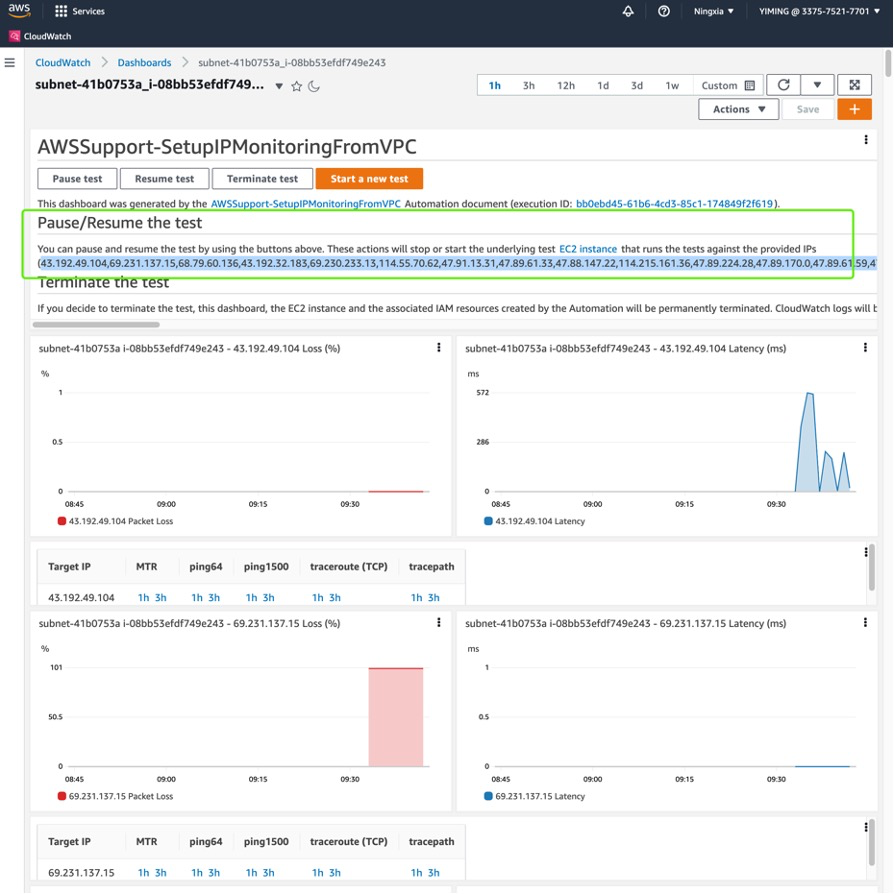 aws
Services
Ningxia
YIMING @ 3375-7521-7701
CloudWatch
CloudWatch > Dashboards > subnet-41b0753a_i-08bb53efdf749e243
subnet-41b0753a_i-08bb53efdf749...
1h 3h 12h 1d 3d 1w Custom
Actions Save +
AWSSupport-SetupIPMonitoringFromVPC
Pause test Resume test Terminate test Start a new test
This dashboard was generated by the AWSSupport-SetupIPMonitoringFromVPC Automation document (execution ID: bb0ebd45-61b6-4cd3-85c1-174849f2f619).
Pause/Resume the test
You can pause and resume the test by using the buttons above. These actions will stop or start the underlying test EC2 instance that runs the tests against the provided IPs
(43.192.49.104,69.231.137.15,68.79.60.136,43.192.32.183,69.230.233.13,114.55.70.62,47.91.13.31,47.89.61.33,47.88.147.22,114.215.161.36,47.89.224.28,47.89.170.0,47.89.61.59,4
Terminate the test
If you decide to terminate the test, this dashboard, the EC2 instance and the associated IAM resources created by the Automation will be permanently terminated. CloudWatch logs will b
subnet-41b0753a i-08bb53efdf749e243 - 43.192.49.104 Loss (%)
%
1
0.5
0
08:45 09:00 09:15 09:30
43.192.49.104 Packet Loss
subnet-41b0753a i-08bb53efdf749e243 - 43.192.49.104 Latency (ms)
ms
572
286
0
08:45 09:00 09:15 09:30
43.192.49.104 Latency
Target IP MTR ping64 ping1500 traceroute (TCP) tracepath
43.192.49.104 1h 3h 1h 3h 1h 3h 1h 3h 1h 3h
subnet-41b0753a i-08bb53efdf749e243 - 69.231.137.15 Loss (%)
%
101
50.5
0
08:45 09:00 09:15 09:30
69.231.137.15 Packet Loss
subnet-41b0753a i-08bb53efdf749e243 - 69.231.137.15 Latency (ms)
ms
1
0.5
0
08:45 09:00 09:15 09:30
69.231.137.15 Latency
Target IP MTR ping64 ping1500 traceroute (TCP) tracepath
69.231.137.15 1h 3h 1h 3h 1h 3h 1h 3h 1h 3h